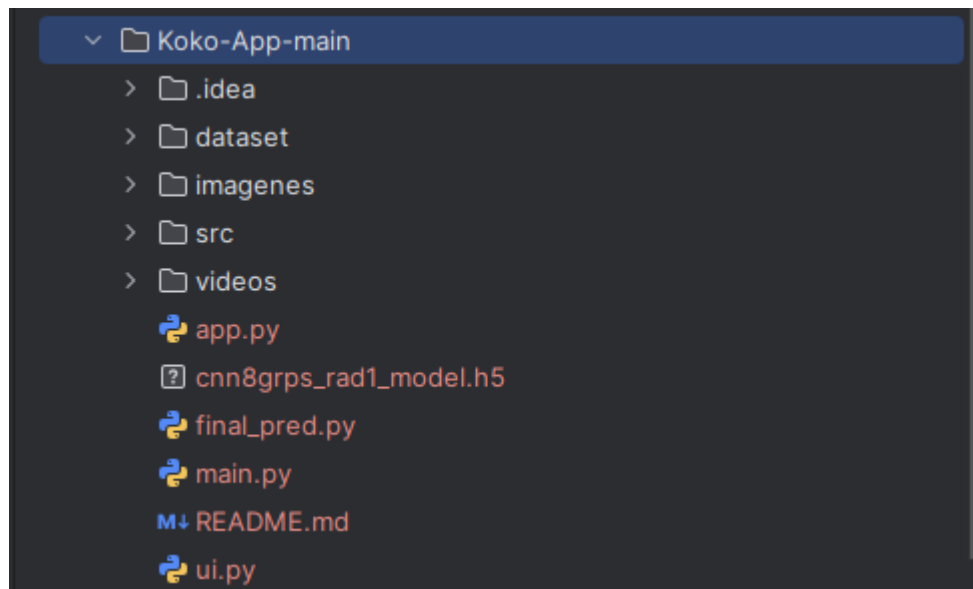 Koko-App-main
.idea
dataset
imagenes
src
videos
app.py
? cnn8grps_rad1_model.h5
final_pred.py
main.py
M↓ README.md
ui.py